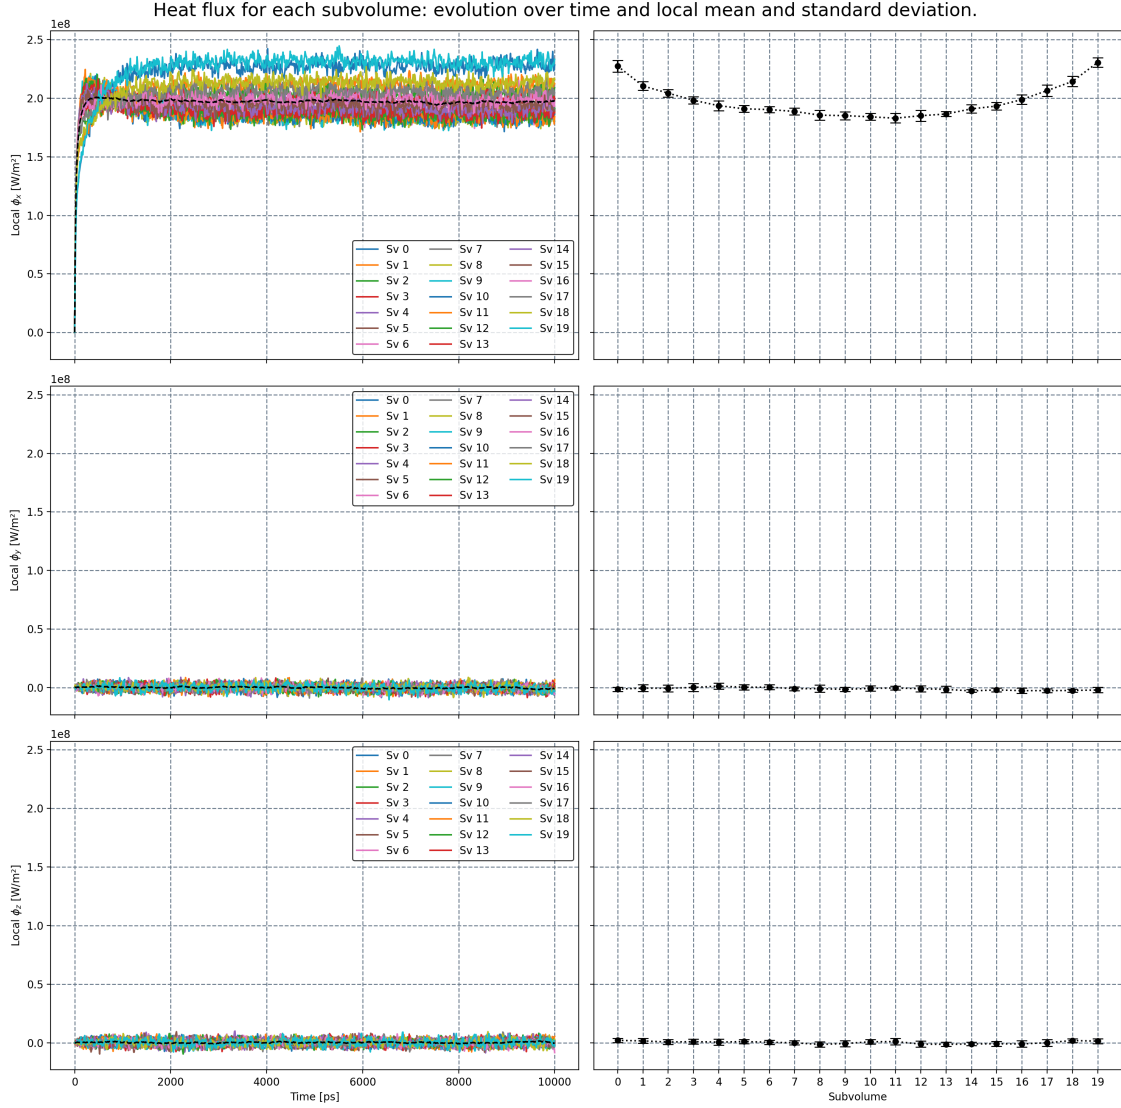 Heat flux for each subvolume: evolution over time and local mean and standard deviation.
1e8
2.5
2.0
1.5
1.0
0.5
0.0
Local ϕx [W/m²]
Sv 0 Sv 7 Sv 14
Sv 1 Sv 8 Sv 15
Sv 2 Sv 9 Sv 16
Sv 3 Sv 10 Sv 17
Sv 4 Sv 11 Sv 18
Sv 5 Sv 12 Sv 19
Sv 6 Sv 13
1e8
2.5
2.0
1.5
1.0
0.5
0.0
Local ϕy [W/m²]
Sv 0 Sv 7 Sv 14
Sv 1 Sv 8 Sv 15
Sv 2 Sv 9 Sv 16
Sv 3 Sv 10 Sv 17
Sv 4 Sv 11 Sv 18
Sv 5 Sv 12 Sv 19
Sv 6 Sv 13
1e8
2.5
2.0
1.5
1.0
0.5
0.0
Local ϕz [W/m²]
Sv 0 Sv 7 Sv 14
Sv 1 Sv 8 Sv 15
Sv 2 Sv 9 Sv 16
Sv 3 Sv 10 Sv 17
Sv 4 Sv 11 Sv 18
Sv 5 Sv 12 Sv 19
Sv 6 Sv 13
0 2000 4000 6000 8000 10000
Time [ps]
0 1 2 3 4 5 6 7 8 9 10 11 12 13 14 15 16 17 18 19
Subvolume